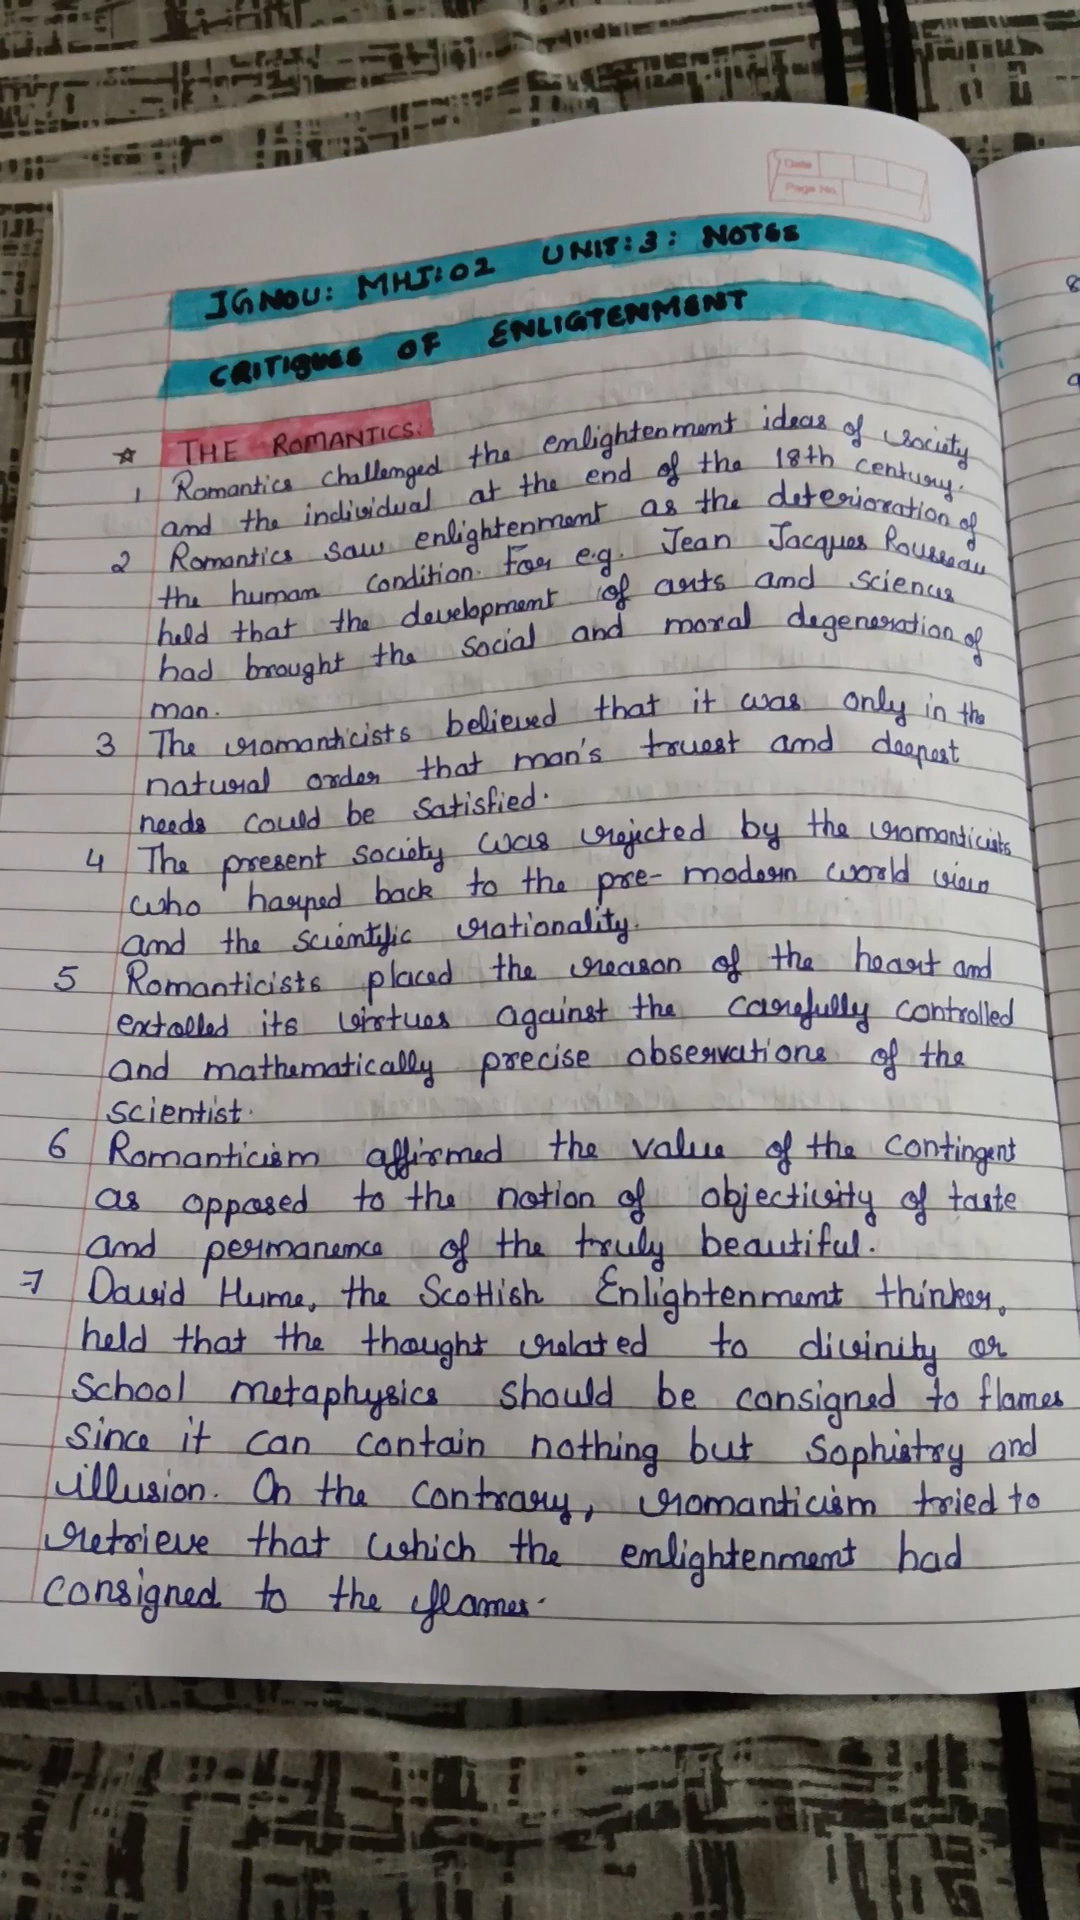 Date
Page No.
IGNOU: MHI:02 UNIT:3: NOTES
CRITIQUES OF ENLIGTENMENT
☆ THE ROMANTICS:
1 Romantics challenged the enlightenment ideas of society
and the individual at the end of the 18th century.
2 Romantics saw enlightenment as the deterioration of
the human condition. For e.g. Jean Jacques Rousseau
held that the development of arts and sciences
had brought the social and moral degeneration of
man.
3 The romanticists believed that it was only in the
natural order that man's truest and deepest
needs could be satisfied.
4 The present society was rejected by the romanticists
who harped back to the pre-modern world view
and the scientific rationality.
5 Romanticists placed the reason of the heart and
extolled its virtues against the carefully controlled
and mathematically precise observations of the
scientist.
6 Romanticism affirmed the value of the contingent
as opposed to the notion of objectivity of taste
and permanence of the truly beautiful.
7 David Hume, the Scottish Enlightenment thinker,
held that the thought related to divinity or
School metaphysics should be consigned to flames
since it can contain nothing but sophistry and
illusion. On the contrary, romanticism tried to
retrieve that which the enlightenment had
consigned to the flames.
8
9